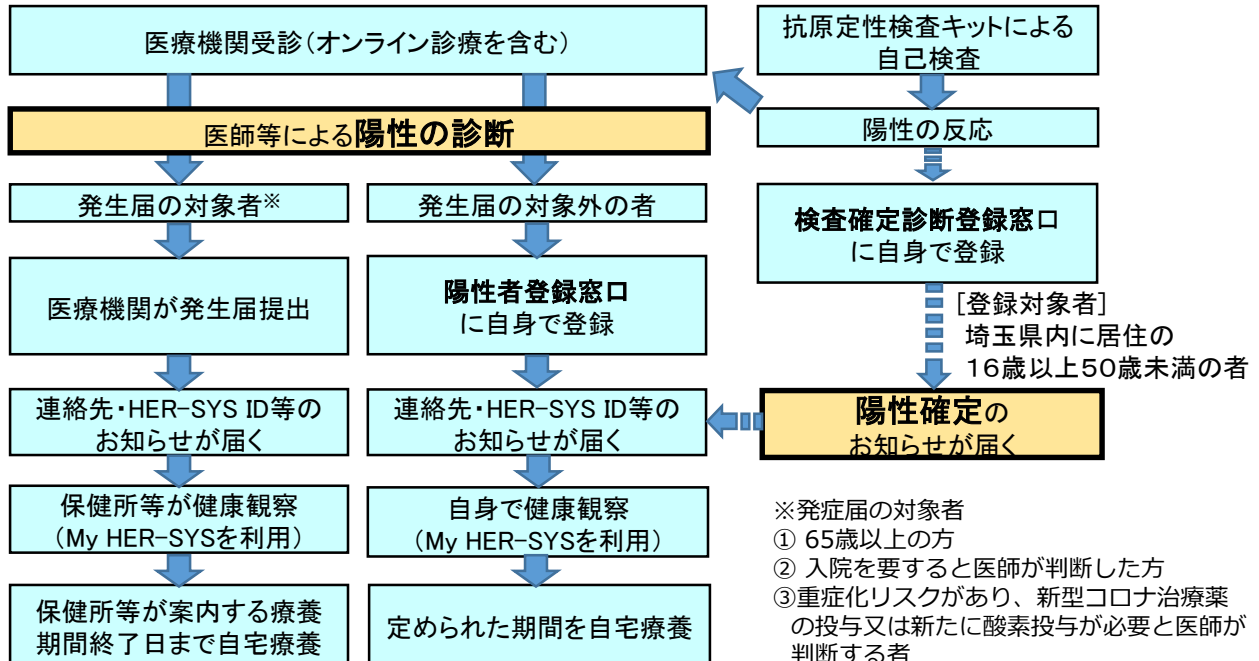 医療機関受診（オンライン診療を含む）
抗原定性検査キットによる
自己検査
医師等による陽性の診断
陽性の反応
発生届の対象者※
発生届の対象外の者
検査確定診断登録窓口
に自身で登録
医療機関が発生届提出
陽性者登録窓口
に自身で登録
[登録対象者]
埼玉県内に居住の
16歳以上50歳未満の者
連絡先・HER-SYS ID等の
お知らせが届く
連絡先・HER-SYS ID等の
お知らせが届く
陽性確定の
お知らせが届く
保健所等が健康観察
（My HER-SYSを利用）
自身で健康観察
（My HER-SYSを利用）
保健所等が案内する療養
期間終了日まで自宅療養
定められた期間を自宅療養
※発症届の対象者
① 65歳以上の方
② 入院を要すると医師が判断した方
③重症化リスクがあり、新型コロナ治療薬
の投与又は新たに酸素投与が必要と医師が
判断する者